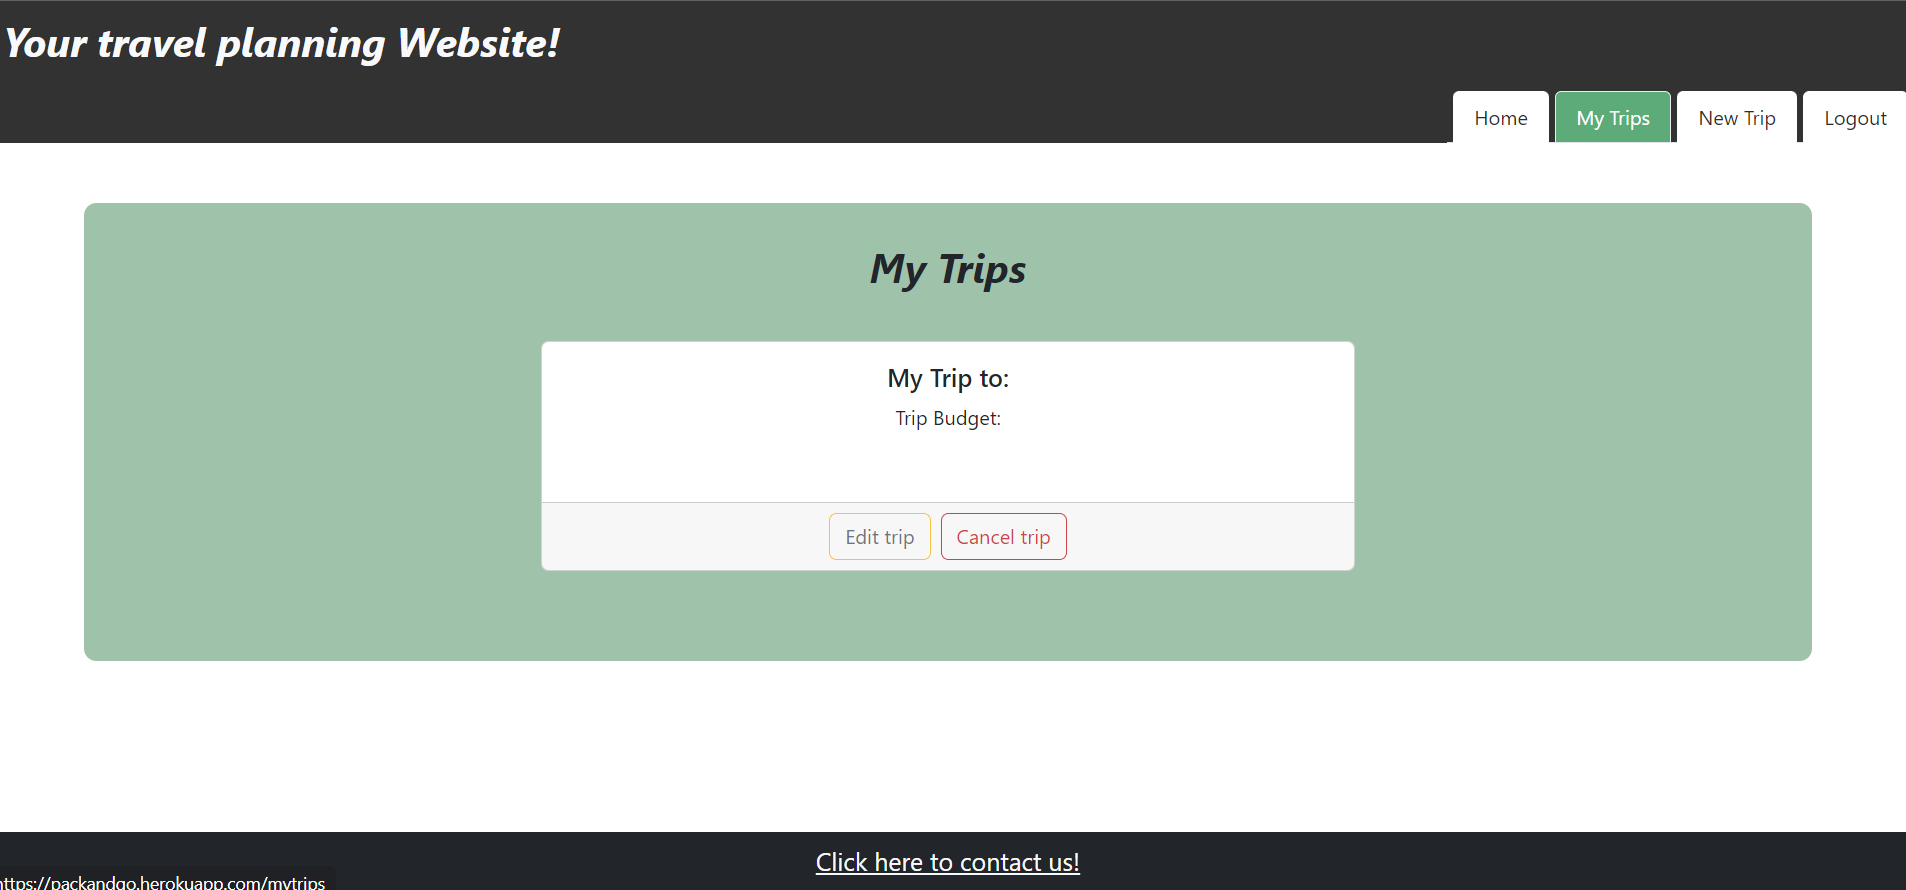 Your travel planning Website!
Home My Trips New Trip Logout
My Trips
My Trip to:
Trip Budget:
Edit trip Cancel trip
Click here to contact us!
https://packandgo.herokuapp.com/mytrips